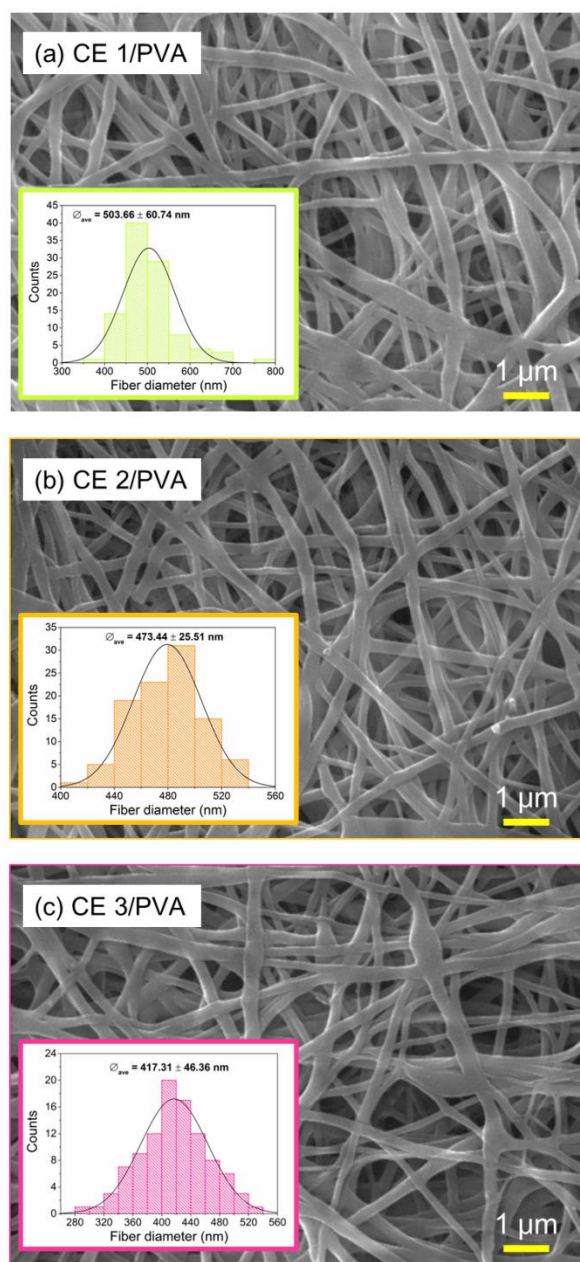 (a) CE 1/PVA
∅ave = 503.66 ± 60.74 nm
45
40
35
30
25
20
15
10
5
0
Counts
300 400 500 600 700 800
Fiber diameter (nm)
1 µm
(b) CE 2/PVA
∅ave = 473.44 ± 25.51 nm
35
30
25
20
15
10
5
0
Counts
400 440 480 520 560
Fiber diameter (nm)
1 µm
(c) CE 3/PVA
∅ave = 417.31 ± 46.36 nm
24
20
16
12
8
4
0
Counts
260 320 360 400 440 480 520 560
Fiber diameter (nm)
1 µm